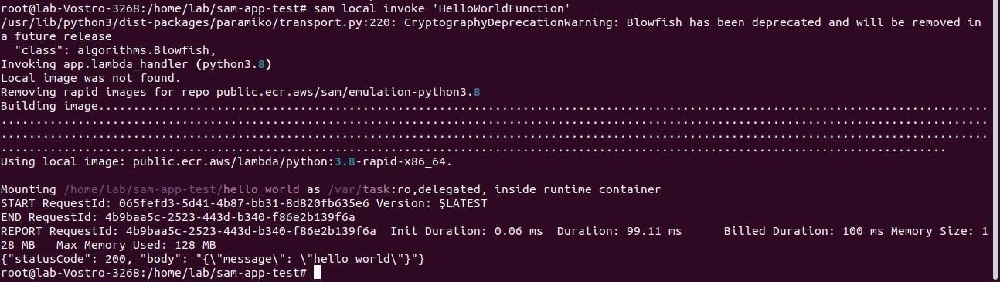 root@lab-Vostro-3268:/home/lab/sam-app-test# sam local invoke 'HelloWorldFunction'
/usr/lib/python3/dist-packages/paramiko/transport.py:220: CryptographyDeprecationWarning: Blowfish has been deprecated and will be removed in
a future release
  "class": algorithms.Blowfish,
Invoking app.lambda_handler (python3.8)
Local image was not found.
Removing rapid images for repo public.ecr.aws/sam/emulation-python3.8
Building image.................................................................................................................................
..............................................................................................................................................
..............................................................................................................................................
........................................................................................................................................
Using local image: public.ecr.aws/lambda/python:3.8-rapid-x86_64.

Mounting /home/lab/sam-app-test/hello_world as /var/task:ro,delegated, inside runtime container
START RequestId: 065fefd3-5d41-4b87-bb31-8d820fb635e6 Version: $LATEST
END RequestId: 4b9baa5c-2523-443d-b340-f86e2b139f6a
REPORT RequestId: 4b9baa5c-2523-443d-b340-f86e2b139f6a  Init Duration: 0.06 ms  Duration: 99.11 ms      Billed Duration: 100 ms Memory Size: 1
28 MB   Max Memory Used: 128 MB
{"statusCode": 200, "body": "{\"message\": \"hello world\"}"}
root@lab-Vostro-3268:/home/lab/sam-app-test#